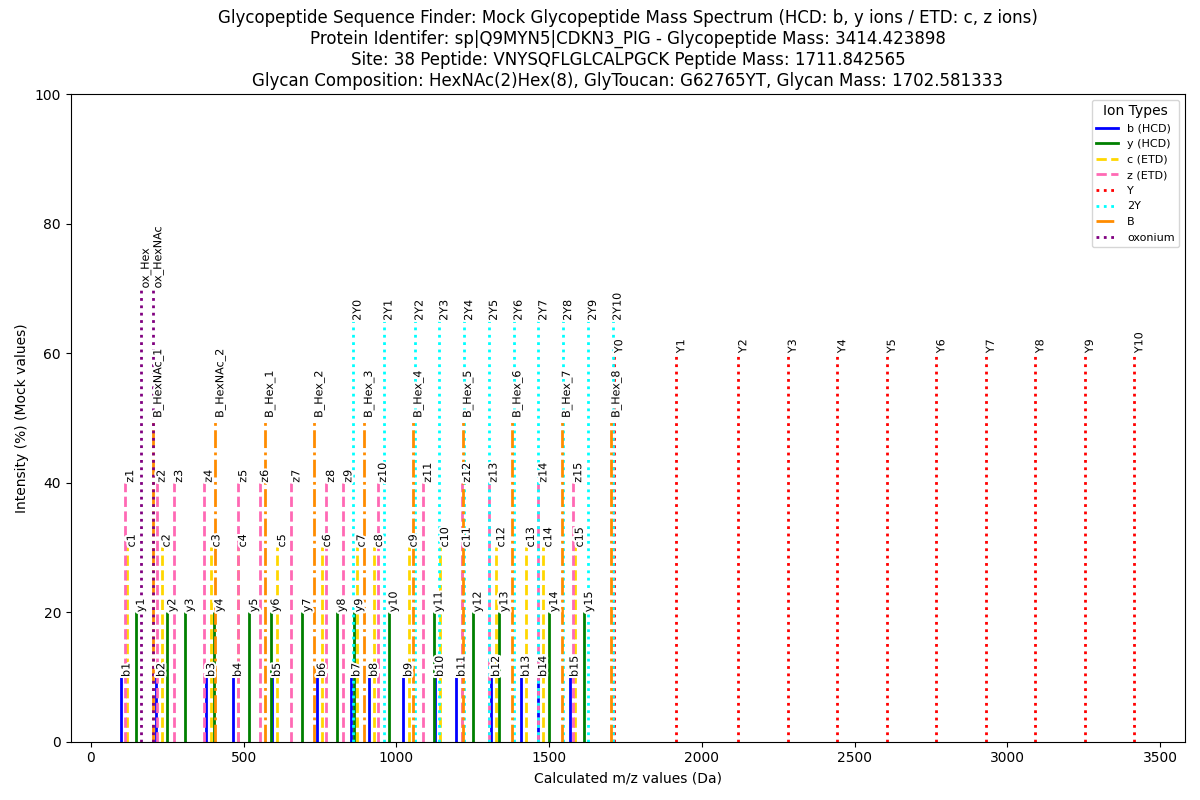 Glycopeptide Sequence Finder: Mock Glycopeptide Mass Spectrum (HCD: b, y ions / ETD: c, z ions)
Protein Identifer: sp|Q9MYN5|CDKN3_PIG - Glycopeptide Mass: 3414.423898
Site: 38 Peptide: VNYSQFLGLCALPGCK Peptide Mass: 1711.842565
Glycan Composition: HexNAc(2)Hex(8), GlyToucan: G62765YT, Glycan Mass: 1702.581333
Ion Types
b (HCD)
y (HCD)
c (ETD)
z (ETD)
Y
2Y
B
oxonium
Intensity (%) (Mock values)
100
80
60
40
20
0
ox_Hex
ox_HexNAc
2Y0
2Y1
2Y2
2Y3
2Y4
2Y5
2Y6
2Y7
2Y8
2Y9
2Y10
Y0
Y1
Y2
Y3
Y4
Y5
Y6
Y7
Y8
Y9
Y10
B_HexNAc_1
B_HexNAc_2
B_Hex_1
B_Hex_2
B_Hex_3
B_Hex_4
B_Hex_5
B_Hex_6
B_Hex_7
B_Hex_8
z1
z2
z3
z4
z5
z6
z7
z8
z9
z10
z11
z12
z13
z14
z15
c1
c2
c3
c4
c5
c6
c7
c8
c9
c10
c11
c12
c13
c14
c15
y1
y2
y3
y4
y5
y6
y7
y8
y9
y10
y11
y12
y13
y14
y15
b1
b2
b3
b4
b5
b6
b7
b8
b9
b10
b11
b12
b13
b14
b15
0
500
1000
1500
2000
2500
3000
3500
Calculated m/z values (Da)